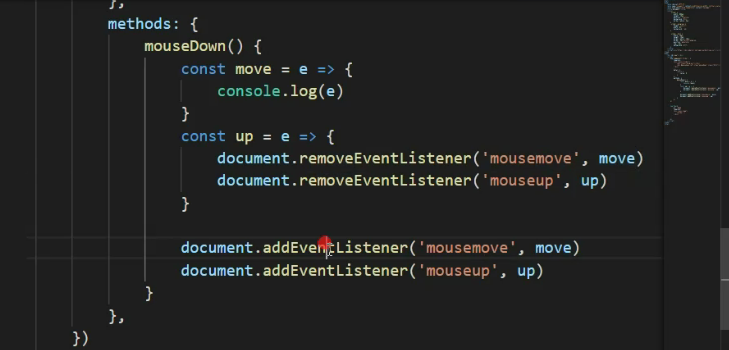 },
methods: {
mouseDown() {
const move = e => {
console.log(e)
}
const up = e => {
document.removeEventListener('mousemove', move)
document.removeEventListener('mouseup', up)
}
document.addEventListener('mousemove', move)
document.addEventListener('mouseup', up)
}
},
})